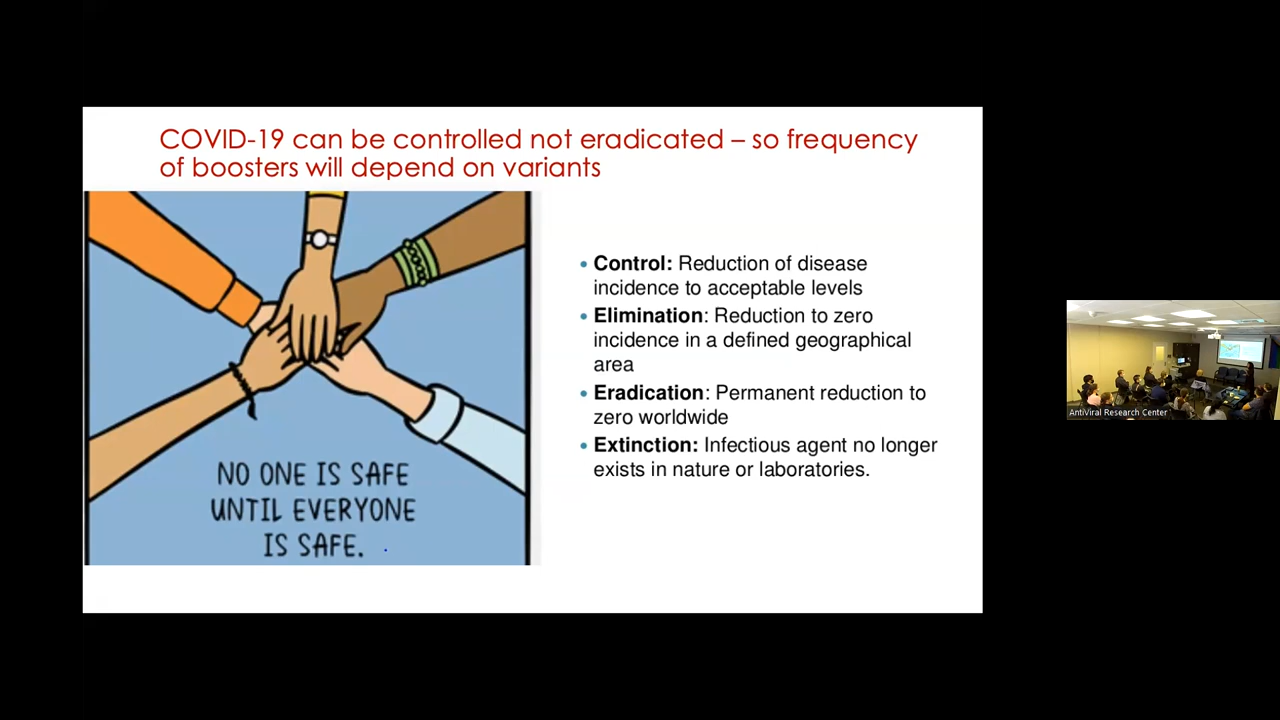 COVID-19 can be controlled not eradicated – so frequency
of boosters will depend on variants
NO ONE IS SAFE
UNTIL EVERYONE
IS SAFE.
• Control: Reduction of disease
incidence to acceptable levels
• Elimination: Reduction to zero
incidence in a defined geographical
area
• Eradication: Permanent reduction to
zero worldwide
• Extinction: Infectious agent no longer
exists in nature or laboratories.
AntiViral Research Center